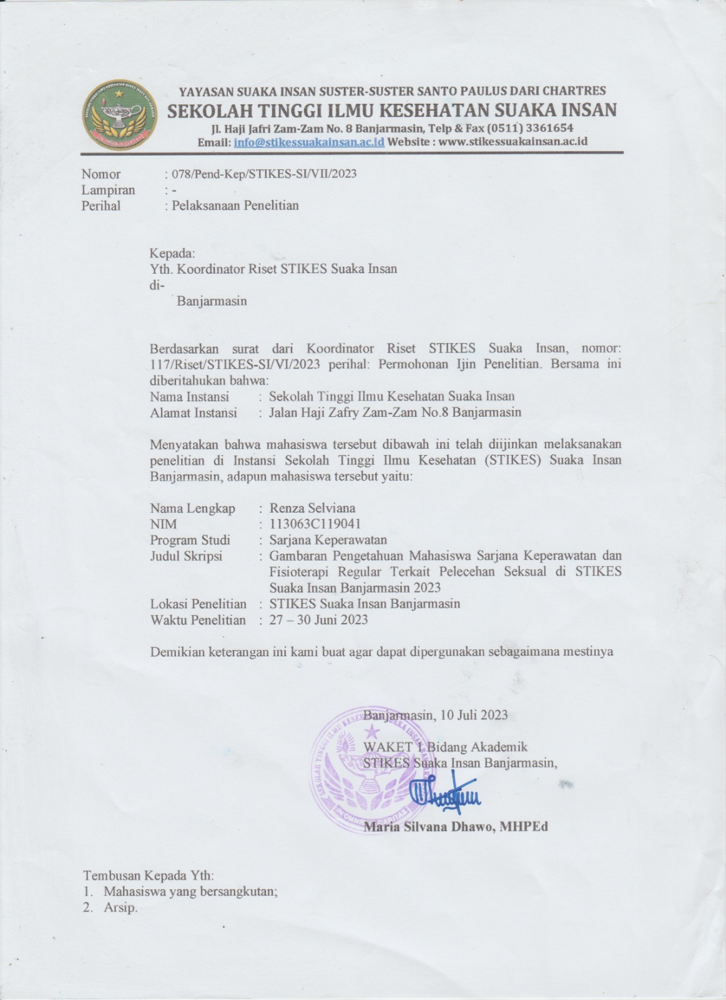 YAYASAN SUAKA INSAN SUSTER-SUSTER SANTO PAULUS DARI CHARTRES
SEKOLAH TINGGI ILMU KESEHATAN SUAKA INSAN
Jl. Haji Jafri Zam-Zam No. 8 Banjarmasin, Telp & Fax (0511) 3361654
Email: info@stikessuakainsan.ac.id Website : www.stikessuakainsan.ac.id
Nomor : 078/Pend-Kep/STIKES-SI/VII/2023
Lampiran : -
Perihal : Pelaksanaan Penelitian
Kepada:
Yth. Koordinator Riset STIKES Suaka Insan
di-
Banjarmasin
Berdasarkan surat dari Koordinator Riset STIKES Suaka Insan, nomor:
117/Riset/STIKES-SI/VI/2023 perihal: Permohonan Ijin Penelitian. Bersama ini
diberitahukan bahwa:
Nama Instansi : Sekolah Tinggi Ilmu Kesehatan Suaka Insan
Alamat Instansi : Jalan Haji Zafry Zam-Zam No.8 Banjarmasin
Menyatakan bahwa mahasiswa tersebut dibawah ini telah diijinkan melaksanakan
penelitian di Instansi Sekolah Tinggi Ilmu Kesehatan (STIKES) Suaka Insan
Banjarmasin, adapun mahasiswa tersebut yaitu:
Nama Lengkap : Renza Selviana
NIM : 113063C119041
Program Studi : Sarjana Keperawatan
Judul Skripsi : Gambaran Pengetahuan Mahasiswa Sarjana Keperawatan dan
Fisioterapi Regular Terkait Pelecehan Seksual di STIKES
Suaka Insan Banjarmasin 2023
Lokasi Penelitian : STIKES Suaka Insan Banjarmasin
Waktu Penelitian : 27 – 30 Juni 2023
Demikian keterangan ini kami buat agar dapat dipergunakan sebagaimana mestinya
Banjarmasin, 10 Juli 2023
WAKET 1 Bidang Akademik
STIKES Suaka Insan Banjarmasin,
Maria Silvana Dhawo, MHPEd
Tembusan Kepada Yth:
1. Mahasiswa yang bersangkutan;
2. Arsip.